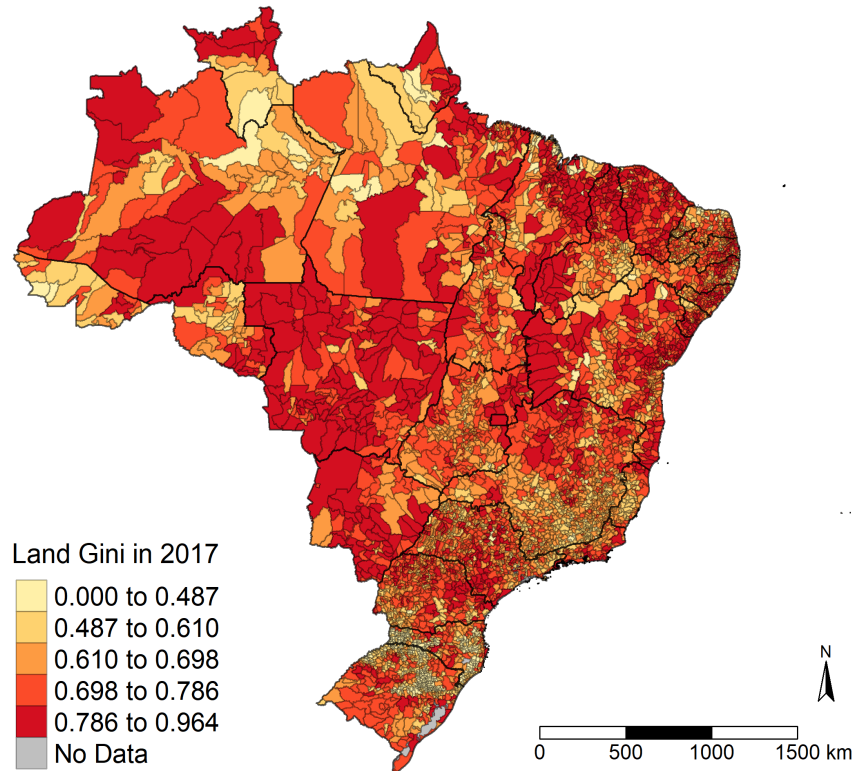 Land Gini in 2017
0.000 to 0.487
0.487 to 0.610
0.610 to 0.698
0.698 to 0.786
0.786 to 0.964
No Data
N
0 500 1000 1500 km